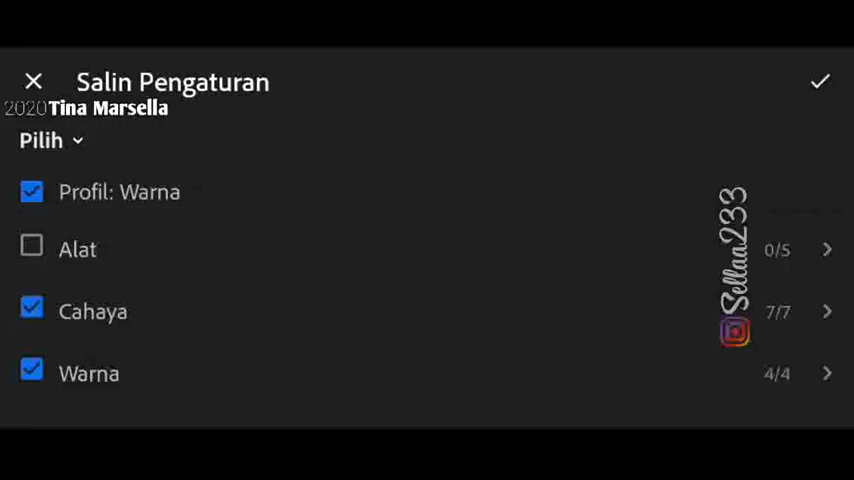 Salin Pengaturan
2020Tina Marsella
Pilih
Profil: Warna
Alat
0/5
Cahaya
7/7
Warna
4/4
Sellaa233